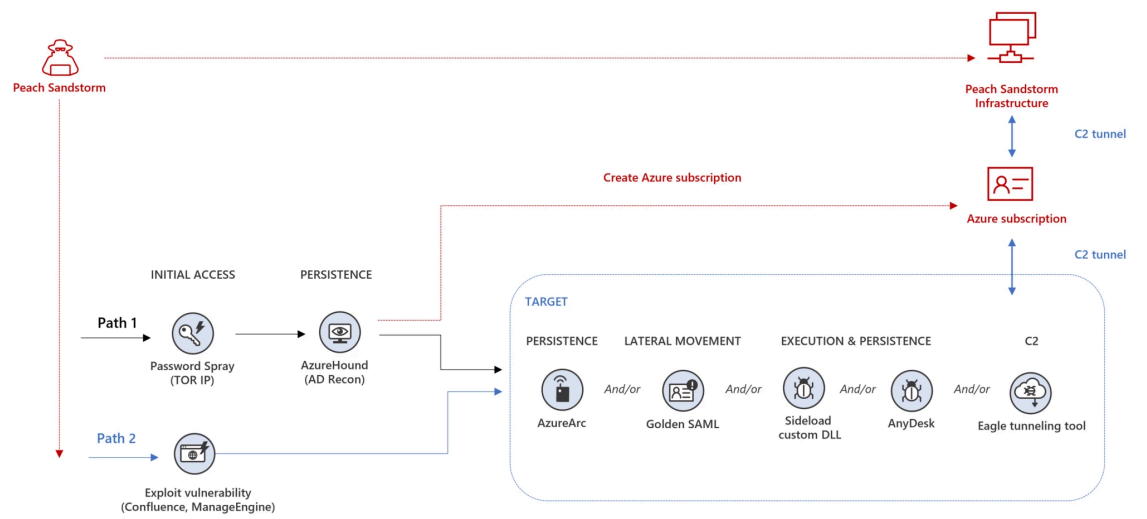 Peach Sandstorm
Peach Sandstorm
Infrastructure
C2 tunnel
Create Azure subscription
Azure subscription
C2 tunnel
INITIAL ACCESS
PERSISTENCE
Path 1
Password Spray
(TOR IP)
AzureHound
(AD Recon)
Path 2
Exploit vulnerability
(Confluence, ManageEngine)
TARGET
PERSISTENCE
LATERAL MOVEMENT
EXECUTION & PERSISTENCE
C2
And/or
And/or
And/or
And/or
AzureArc
Golden SAML
Sideload
custom DLL
AnyDesk
Eagle tunneling tool